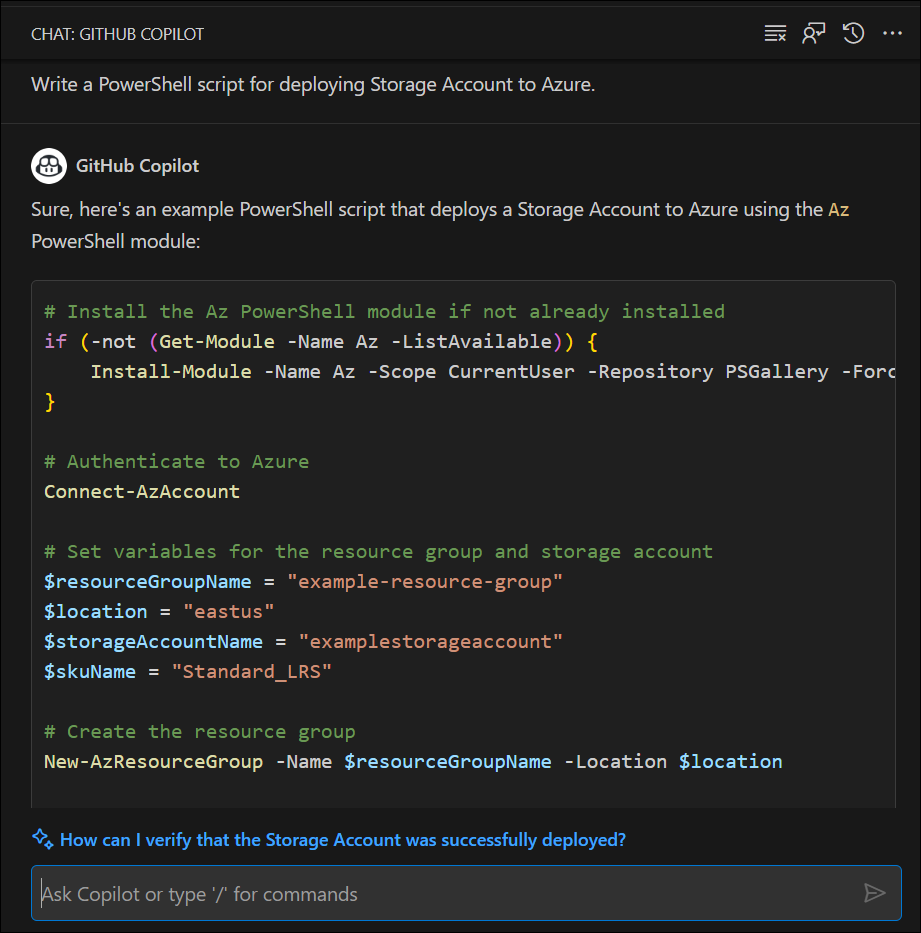 CHAT: GITHUB COPILOT
Write a PowerShell script for deploying Storage Account to Azure.
GitHub Copilot
Sure, here's an example PowerShell script that deploys a Storage Account to Azure using the Az
PowerShell module:
# Install the Az PowerShell module if not already installed
if (-not (Get-Module -Name Az -ListAvailable)) {
    Install-Module -Name Az -Scope CurrentUser -Repository PSGallery -Forc
}
# Authenticate to Azure
Connect-AzAccount
# Set variables for the resource group and storage account
$resourceGroupName = "example-resource-group"
$location = "eastus"
$storageAccountName = "examplestorageaccount"
$skuName = "Standard_LRS"
# Create the resource group
New-AzResourceGroup -Name $resourceGroupName -Location $location
How can I verify that the Storage Account was successfully deployed?
Ask Copilot or type '/' for commands